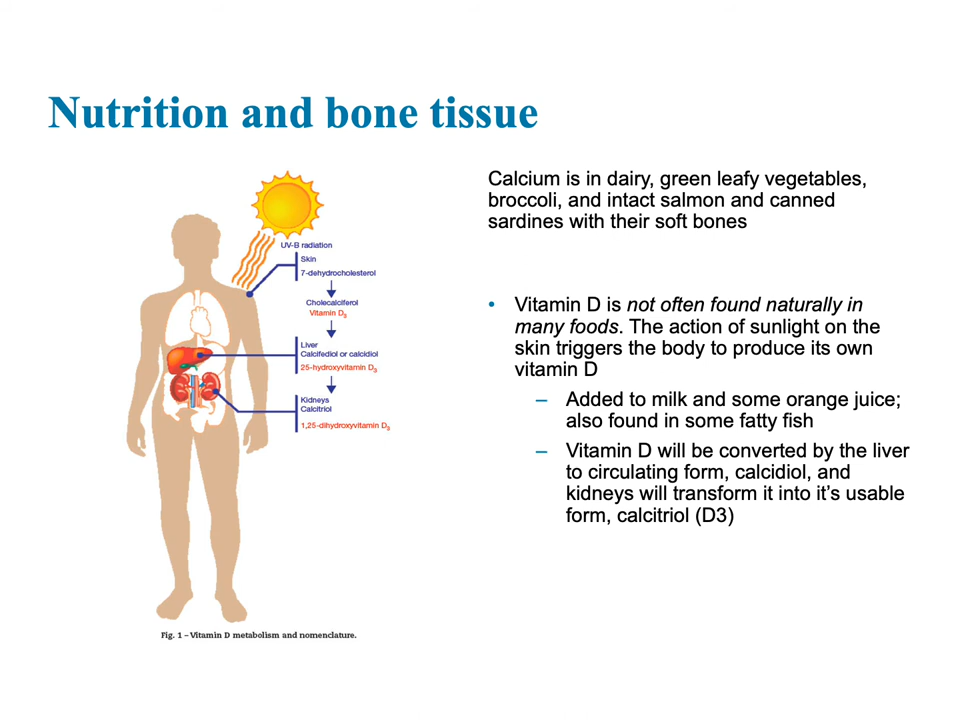 Nutrition and bone tissue
UV-B radiation
Skin
7-dehydrocholesterol
Cholecalciferol
Vitamin D3
Liver
Calcifediol or calcidiol
25-hydroxyvitamin D3
Kidneys
Calcitriol
1,25-dihydroxyvitamin D3
Fig. 1 – Vitamin D metabolism and nomenclature.
Calcium is in dairy, green leafy vegetables,
broccoli, and intact salmon and canned
sardines with their soft bones
• Vitamin D is not often found naturally in
many foods. The action of sunlight on the
skin triggers the body to produce its own
vitamin D
– Added to milk and some orange juice;
also found in some fatty fish
– Vitamin D will be converted by the liver
to circulating form, calcidiol, and
kidneys will transform it into it’s usable
form, calcitriol (D3)